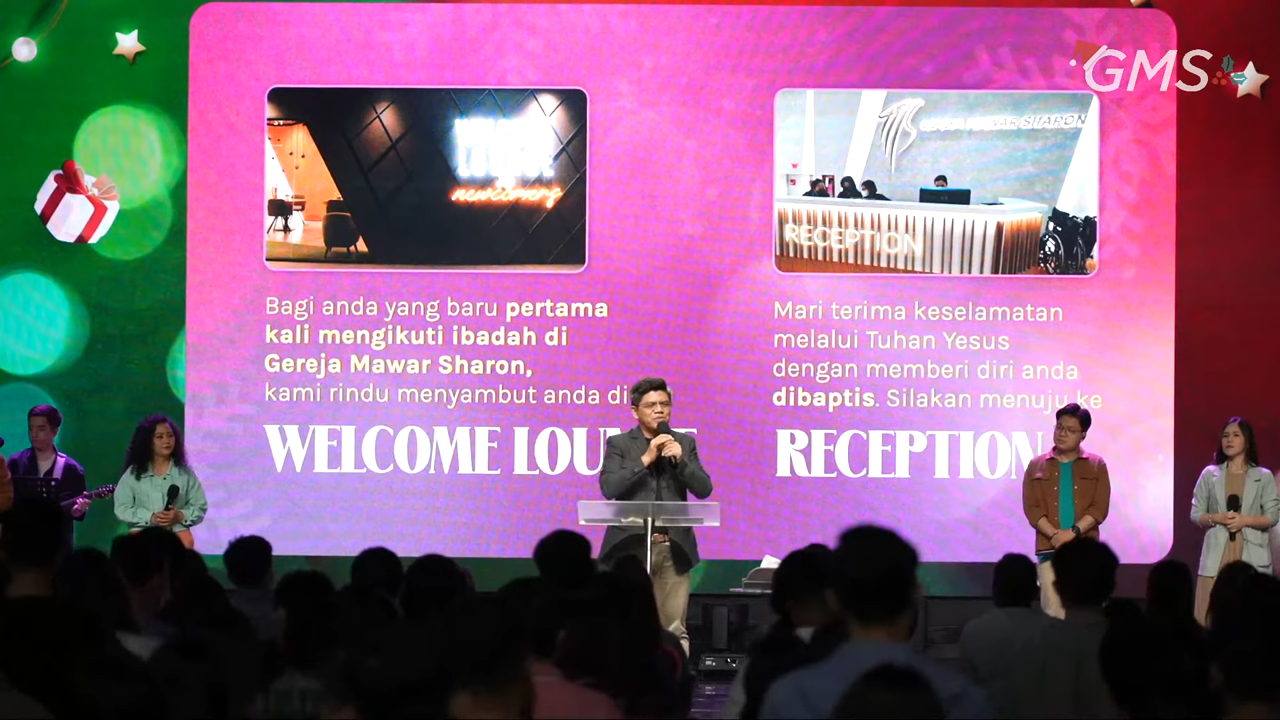 GMS
newcomers
GEREJA MAWAR SHARON
RECEPTION
Bagi anda yang baru pertama
kali mengikuti ibadah di
Gereja Mawar Sharon,
kami rindu menyambut anda di
WELCOME
Mari terima keselamatan
melalui Tuhan Yesus
dengan memberi diri anda
dibaptis. Silakan menuju ke
RECEPTION